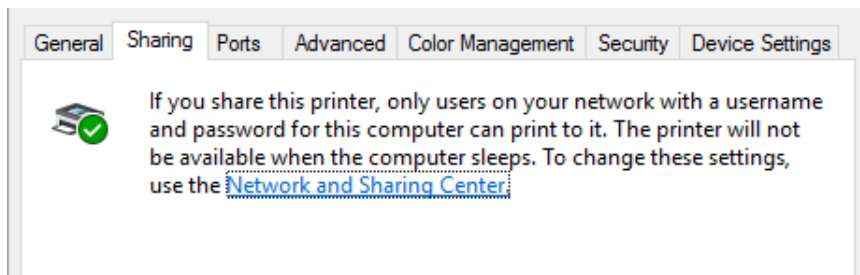 General Sharing Ports Advanced Color Management Security Device Settings
If you share this printer, only users on your network with a username
and password for this computer can print to it. The printer will not
be available when the computer sleeps. To change these settings,
use the Network and Sharing Center.